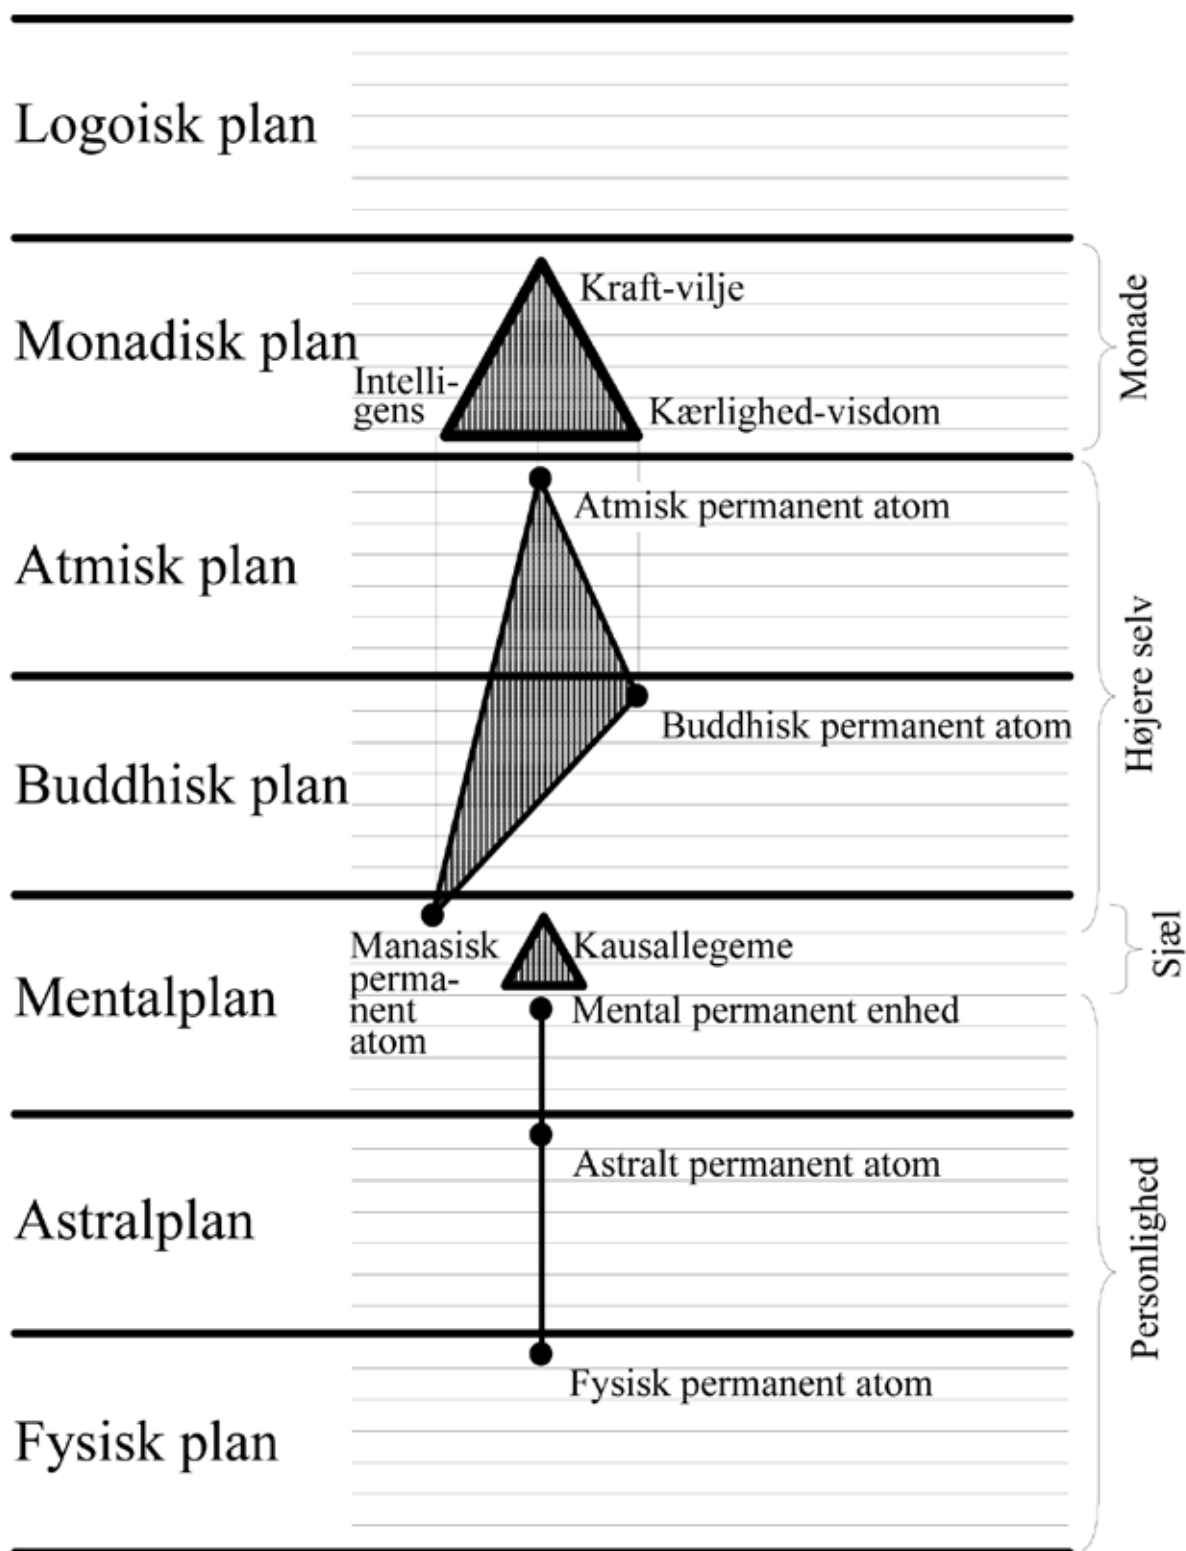 Logoisk plan
Monadisk plan
Kraft-vilje
Intelli-
gens
Kærlighed-visdom
Monade
Atmisk plan
Atmisk permanent atom
Buddhisk plan
Buddhisk permanent atom
Højere selv
Mentalplan
Manasisk
perma-
nent
atom
Kausallegeme
Mental permanent enhed
Sjæl
Astralplan
Astralt permanent atom
Fysisk plan
Fysisk permanent atom
Personlighed